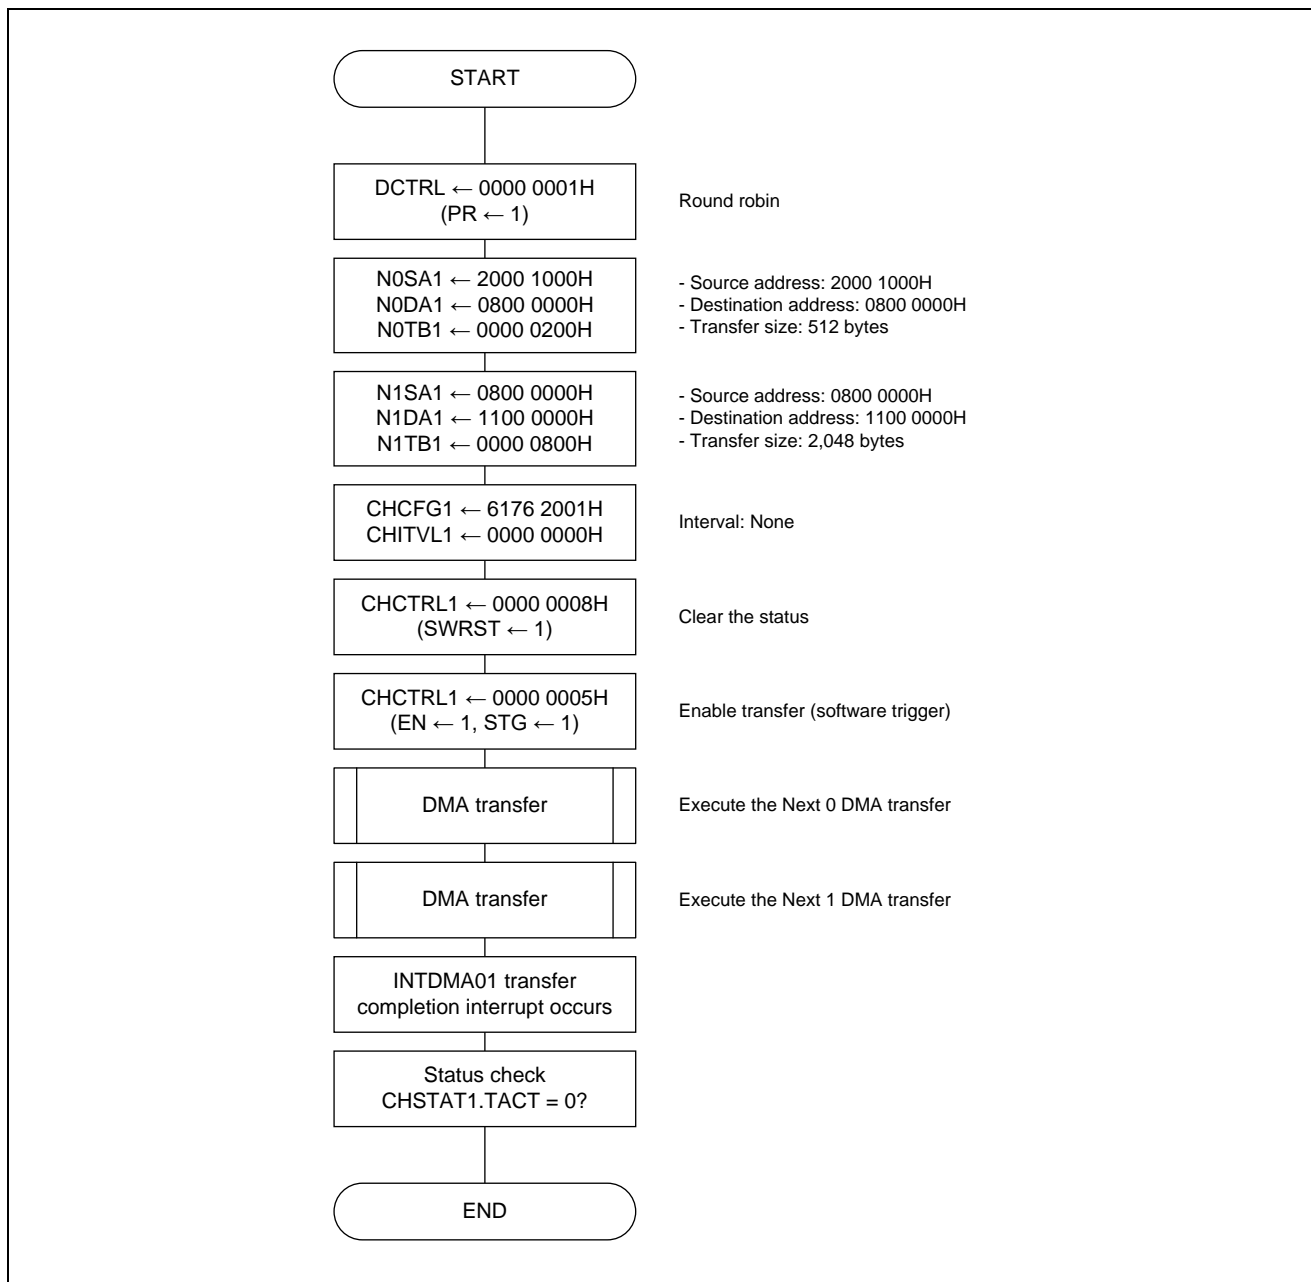 START
DCTRL ← 0000 0001H
(PR ← 1)
Round robin
N0SA1 ← 2000 1000H
N0DA1 ← 0800 0000H
N0TB1 ← 0000 0200H
- Source address: 2000 1000H
- Destination address: 0800 0000H
- Transfer size: 512 bytes
N1SA1 ← 0800 0000H
N1DA1 ← 1100 0000H
N1TB1 ← 0000 0800H
- Source address: 0800 0000H
- Destination address: 1100 0000H
- Transfer size: 2,048 bytes
CHCFG1 ← 6176 2001H
CHITVL1 ← 0000 0000H
Interval: None
CHCTRL1 ← 0000 0008H
(SWRST ← 1)
Clear the status
CHCTRL1 ← 0000 0005H
(EN ← 1, STG ← 1)
Enable transfer (software trigger)
DMA transfer
Execute the Next 0 DMA transfer
DMA transfer
Execute the Next 1 DMA transfer
INTDMA01 transfer
completion interrupt occurs
Status check
CHSTAT1.TACT = 0?
END